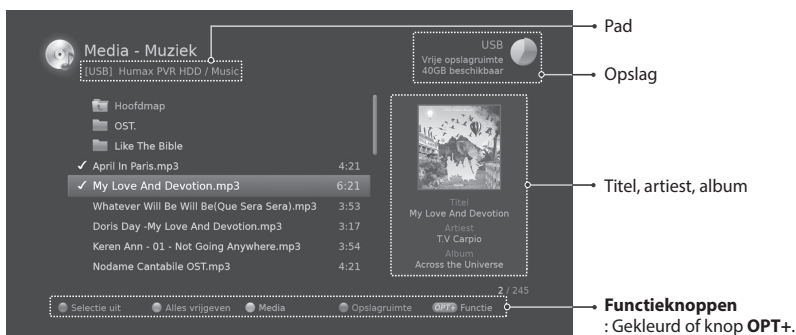 Media - Muziek
[USB] Humax PVR HDD / Music
USB
Vrije opslagruimte
40GB beschikbaar
Pad
Opslag
Hoofdmap
OST.
Like The Bible
✓ April In Paris.mp3 4:21
✓ My Love And Devotion.mp3 6:21
Whatever Will Be Will Be(Que Sera Sera).mp3 3:53
Doris Day -My Love And Devotion.mp3 3:17
Keren Ann - 01 - Not Going Anywhere.mp3 3:54
Nodame Cantabile OST.mp3 4:21
Titel
My Love And Devotion
Artiest
T.V Carpio
Album
Across the Universe
Titel, artiest, album
2 / 245
Selectie uit Alles vrijgeven Media Opslagruimte OPT+ Functie
Functieknoppen
: Gekleurd of knop OPT+.